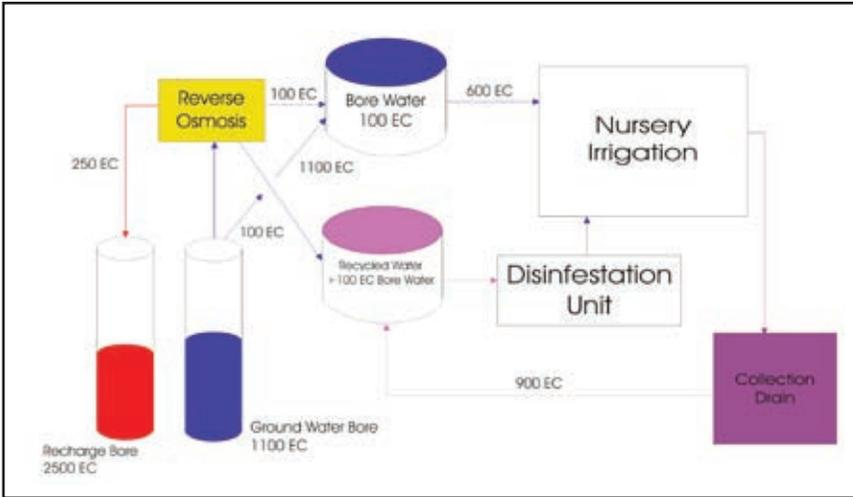 Reverse
Osmosis
100 EC
Bore Water
100 EC
600 EC
Nursery
Irrigation
250 EC
1100 EC
100 EC
Recycled Water
+100 EC Bore Water
Disinfestation
Unit
900 EC
Collection
Drain
Ground Water Bore
1100 EC
Recharge Bore
2500 EC